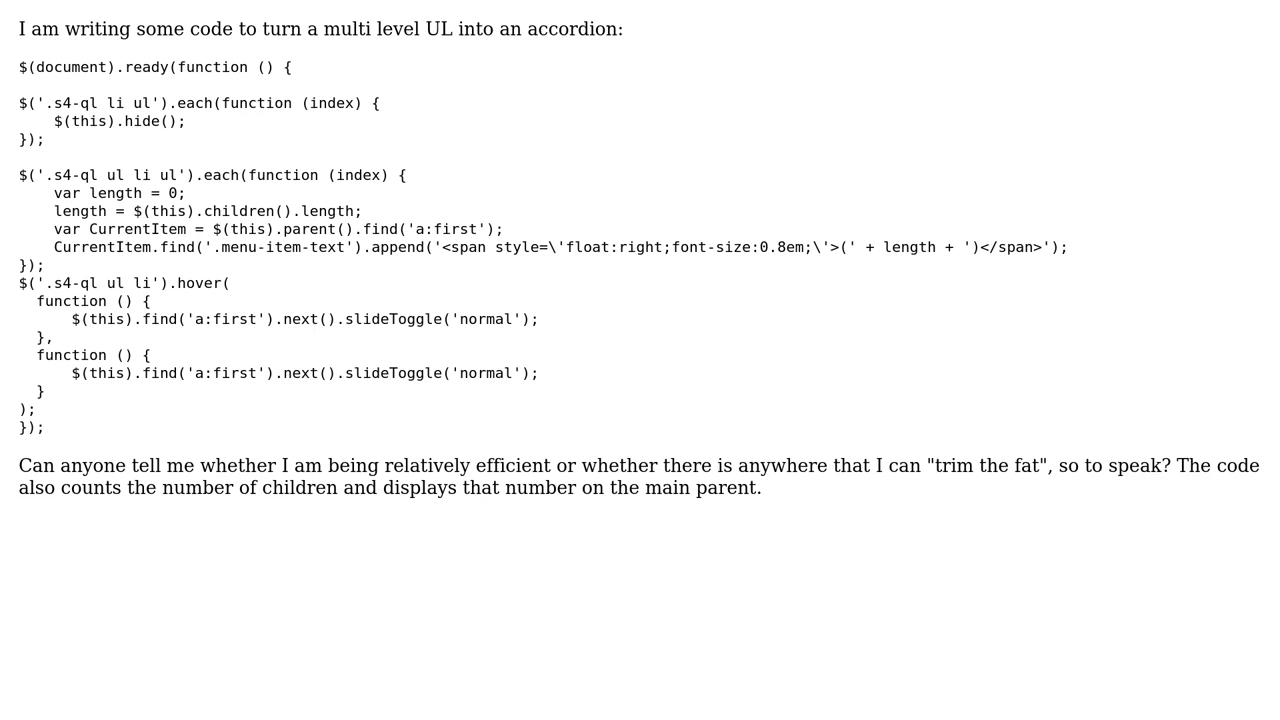 I am writing some code to turn a multi level UL into an accordion:
$(document).ready(function () {
$('.s4-ql li ul').each(function (index) {
    $(this).hide();
});
$('.s4-ql ul li ul').each(function (index) {
    var length = 0;
    length = $(this).children().length;
    var CurrentItem = $(this).parent().find('a:first');
    CurrentItem.find('.menu-item-text').append('<span style=\'float:right;font-size:0.8em;\'>(' + length + ')</span>');
});
$('.s4-ql ul li').hover(
  function () {
      $(this).find('a:first').next().slideToggle('normal');
  },
  function () {
      $(this).find('a:first').next().slideToggle('normal');
  }
);
});
Can anyone tell me whether I am being relatively efficient or whether there is anywhere that I can "trim the fat", so to speak? The code
also counts the number of children and displays that number on the main parent.